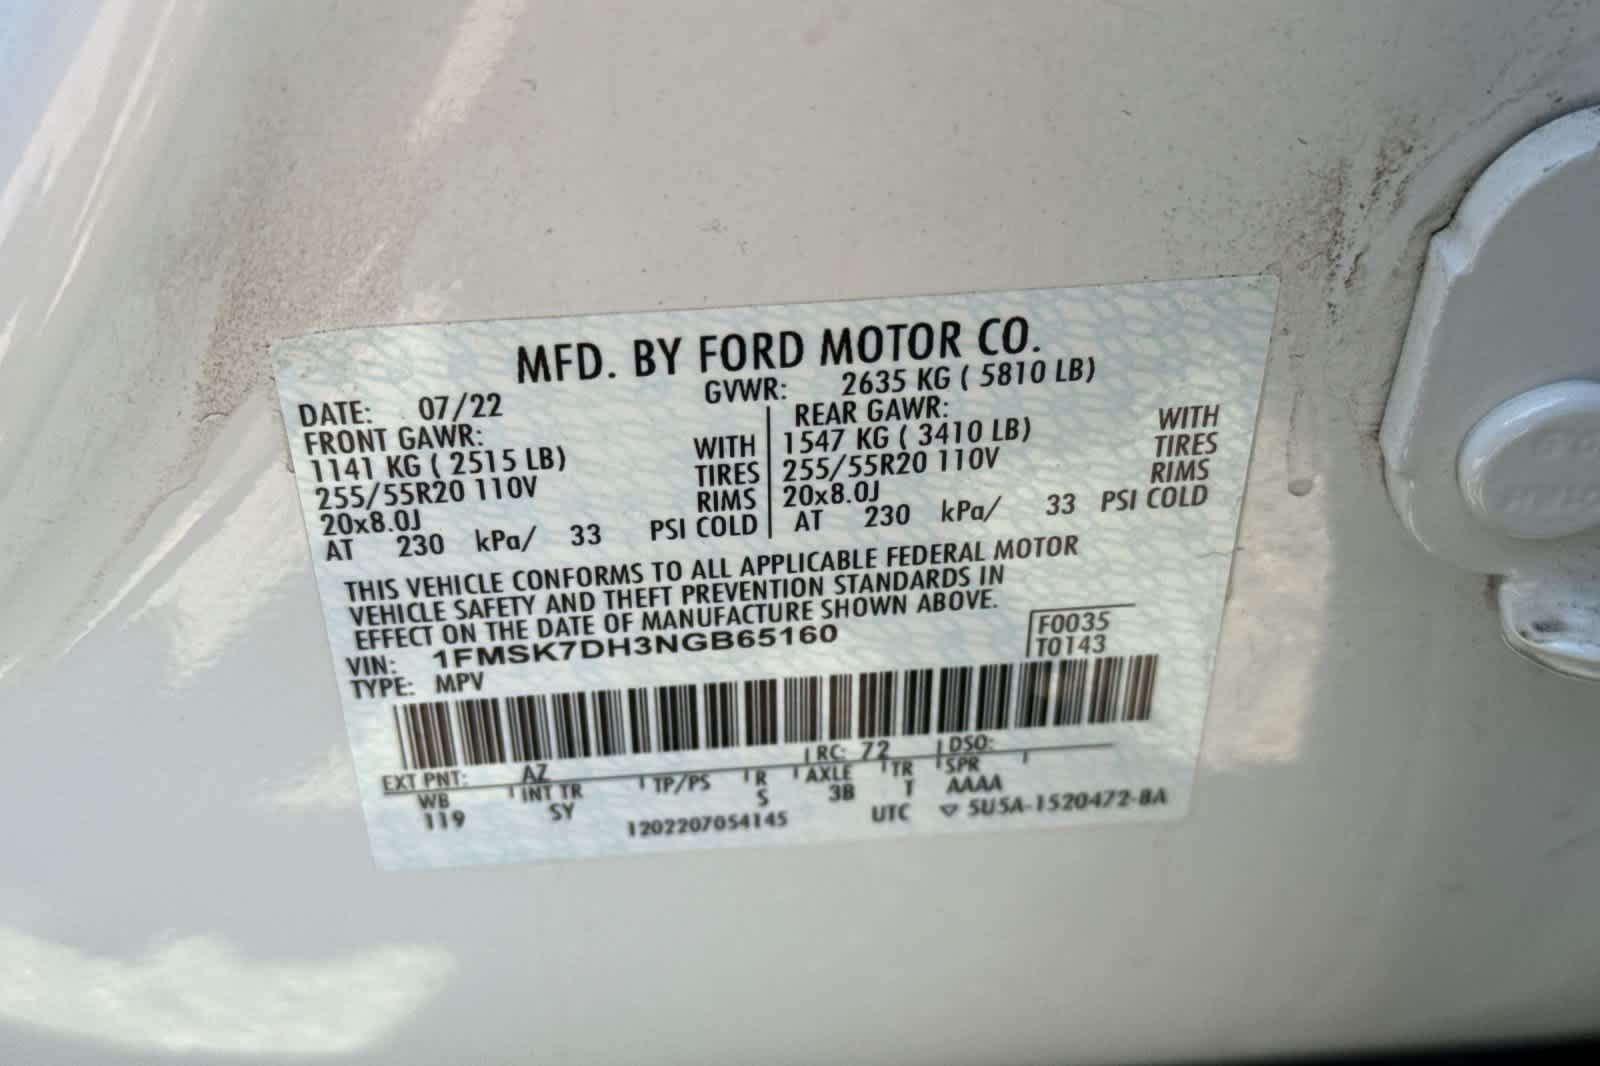 MFD. BY FORD MOTOR CO.
DATE: 07/22 GVWR: 2635 KG ( 5810 LB)
FRONT GAWR: REAR GAWR:
1141 KG ( 2515 LB) WITH 1547 KG ( 3410 LB) WITH
255/55R20 110V TIRES 255/55R20 110V TIRES
20x8.0J RIMS 20x8.0J RIMS
AT 230 kPa/ 33 PSI COLD AT 230 kPa/ 33 PSI COLD
THIS VEHICLE CONFORMS TO ALL APPLICABLE FEDERAL MOTOR
VEHICLE SAFETY AND THEFT PREVENTION STANDARDS IN
EFFECT ON THE DATE OF MANUFACTURE SHOWN ABOVE.
VIN: 1FMSK7DH3NGB65160 F0035
TYPE: MPV T0143
EXT PNT: AZ RC: 72 DSO:
WB INT TR TP/PS R AXLE TR SPR
119 SY S 3B T AAAA
1202207054145 UTC ▽ 5U5A-1520472-BA